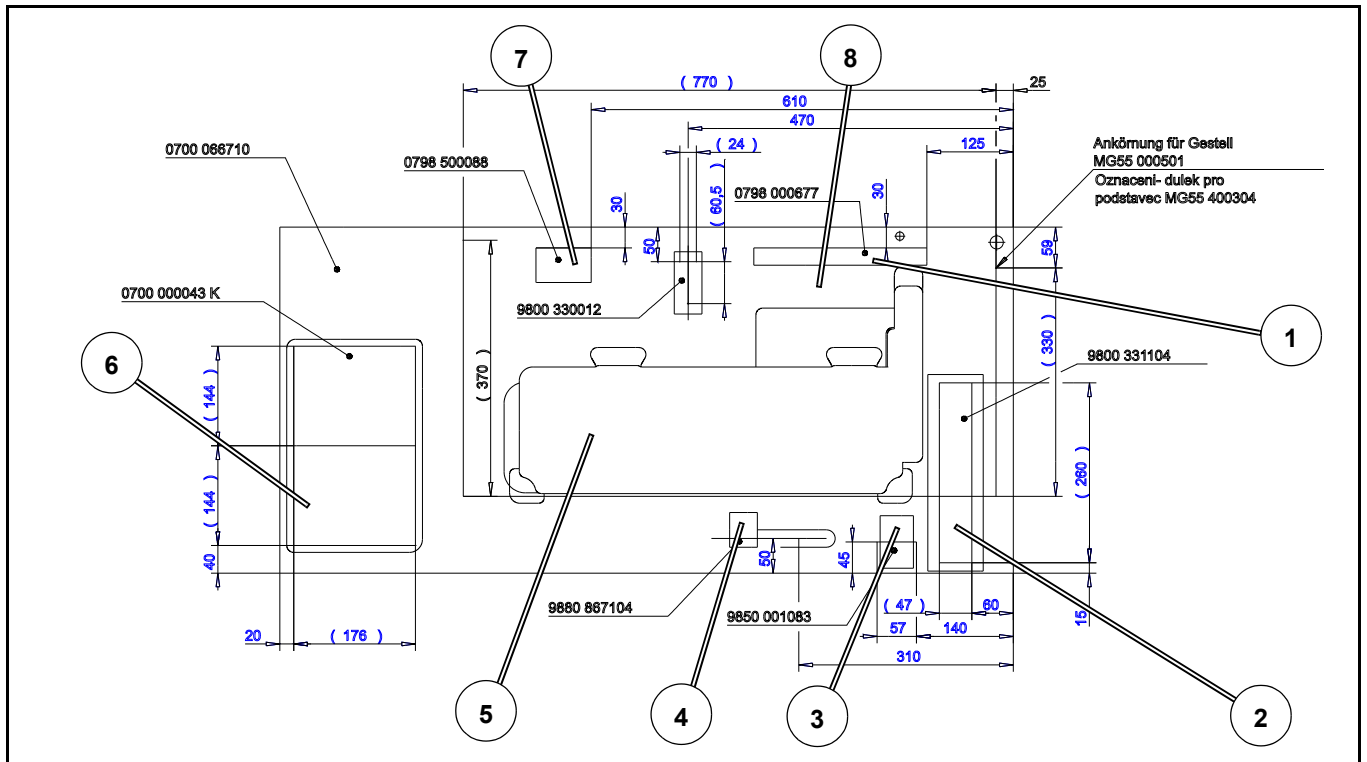 7
8
( 770 )
25
610
470
0700 066710
0798 500088
( 24 )
125
Ankörnung für Gestell
MG55 000501
Oznaceni- dulek pro
podstavec MG55 400304
30
50
( 60,5 )
0798 000677
30
59
0700 000043 K
9800 330012
1
6
( 370 )
( 330 )
9800 331104
( 144 )
( 144 )
( 260 )
40
50
45
9880 867104
9850 001083
( 47 )
60
15
20
( 176 )
57
140
310
5
4
3
2